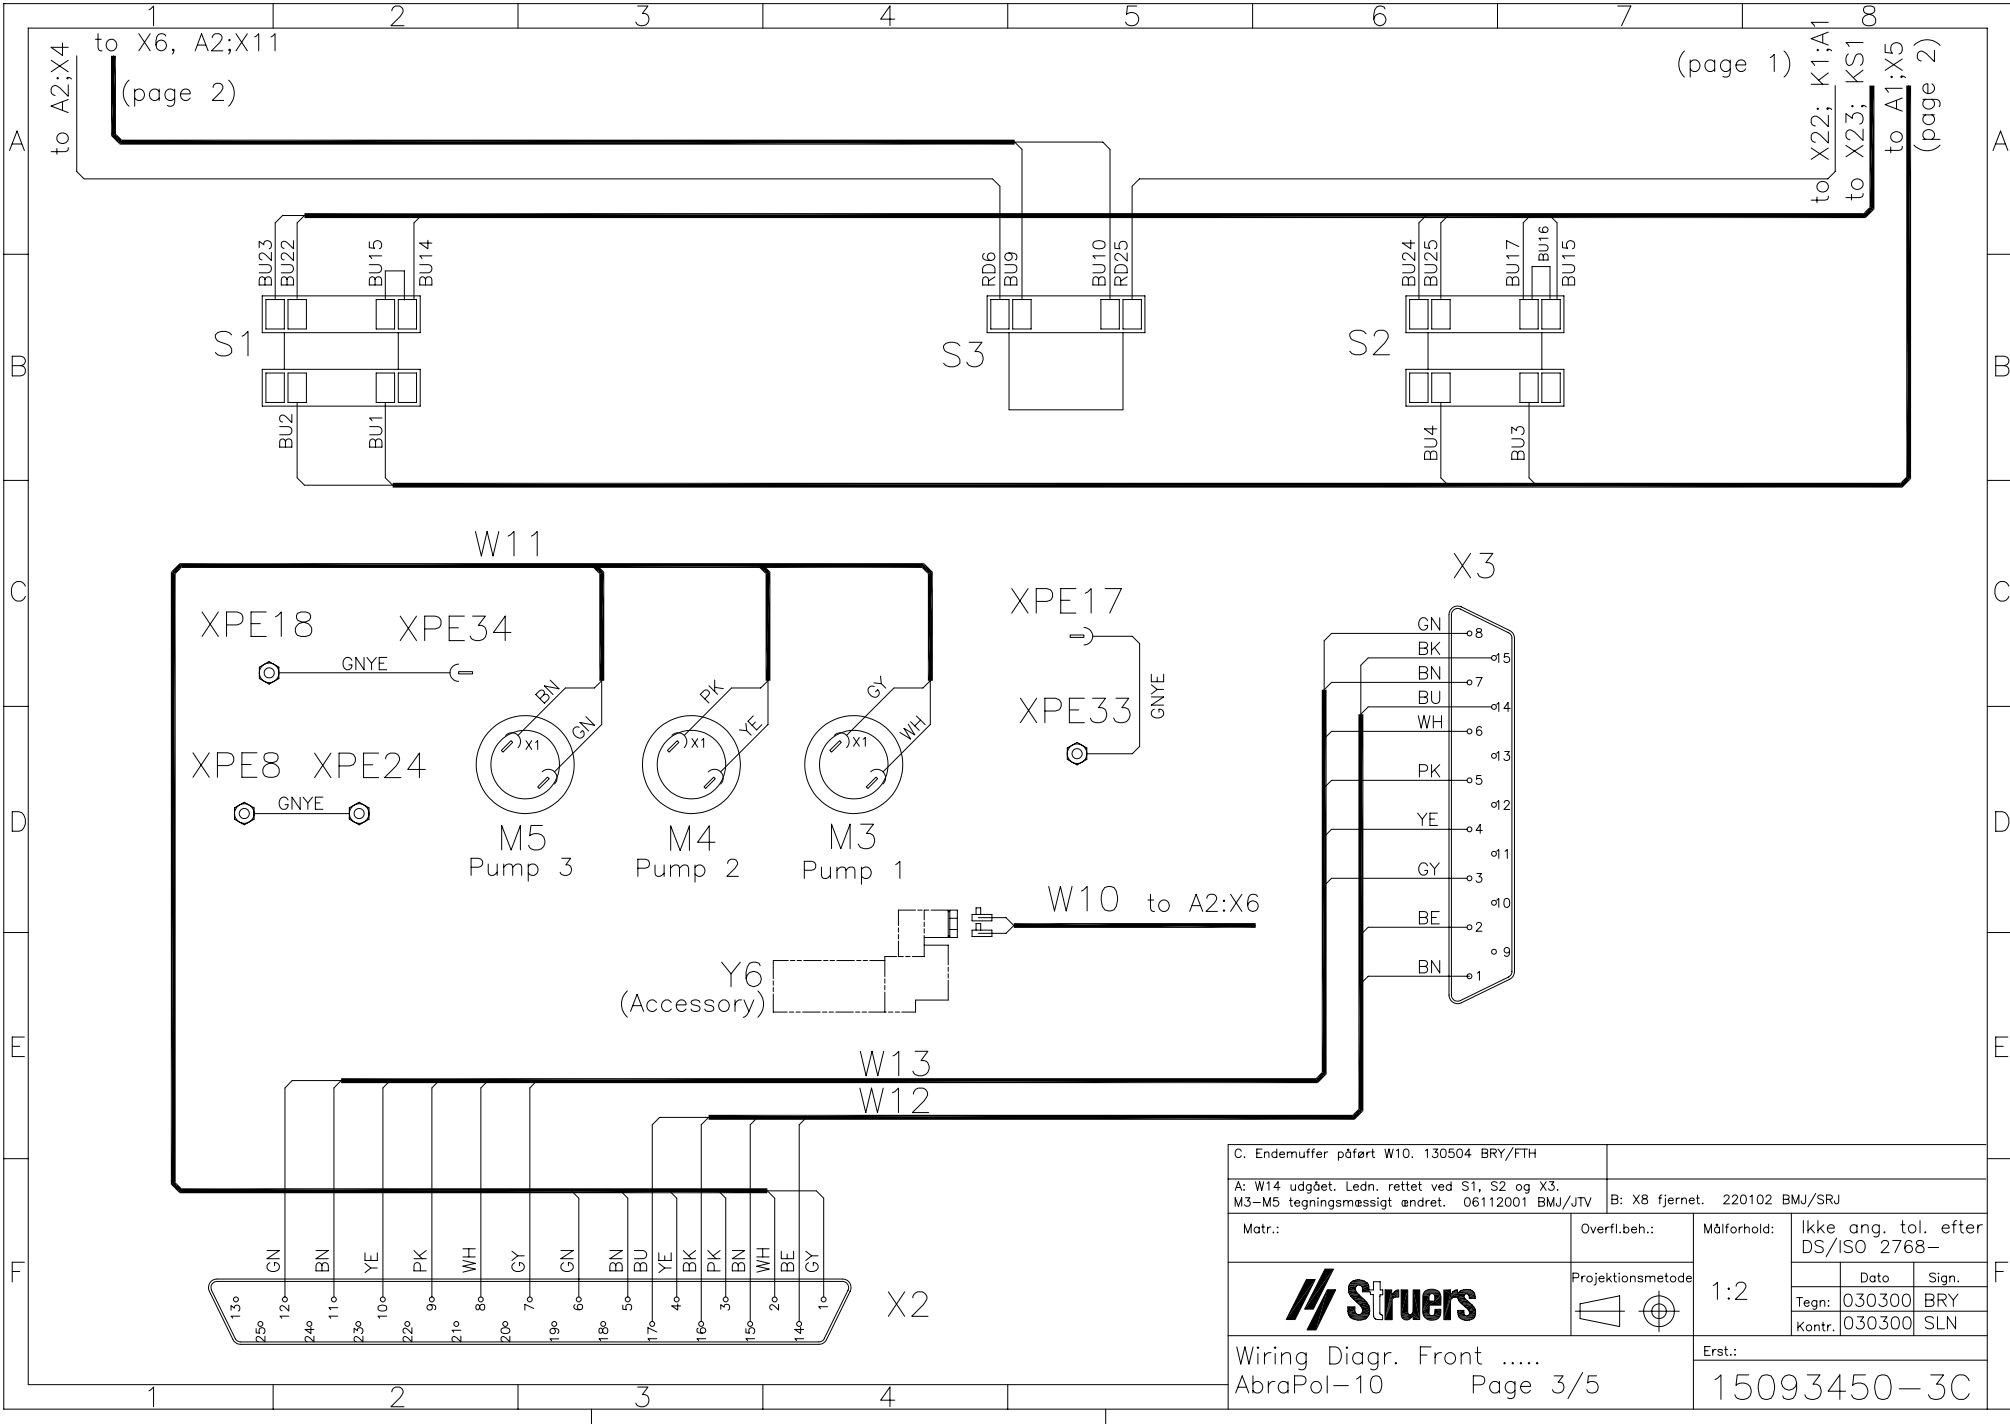 1 2 3 4 5 6 7 8
A
B
C
D
E
F
A
B
C
D
E
F
to A2;X4
to X6, A2;X11
(page 2)
(page 1)
to X22; K1;A1
to X23; KS1
to A1;X5
(page 2)
BU23
BU22
BU15
BU14
RD6
BU9
BU10
RD25
BU24
BU25
BU17
BU16
BU15
S1
S3
S2
BU2
BU1
BU4
BU3
W11
XPE18
XPE34
GNYE
XPE8 XPE24
GNYE
BN
GN
X1
M5
Pump 3
PK
YE
X1
M4
Pump 2
GY
WH
X1
M3
Pump 1
XPE17
XPE33
GNYE
X3
GN 8
BK 15
BN 7
BU 14
WH 6
13
PK 5
12
YE 4
11
GY 3
10
BE 2
9
BN 1
W10 to A2:X6
Y6
(Accessory)
W13
W12
GN
BN
YE
PK
WH
GY
GN
BN
BU
YE
BK
PK
BN
WH
BE
GY
13
25
12
24
11
23
10
22
9
21
8
20
7
19
6
18
5
17
4
16
3
15
2
14
1
X2
C. Endemuffer påført W10. 130504 BRY/FTH
A: W14 udgået. Ledn. rettet ved S1, S2 og X3.
M3-M5 tegningsmæssigt ændret. 06112001 BMJ/JTV
B: X8 fjernet. 220102 BMJ/SRJ
Matr.:
Overfl.beh.:
Målforhold:
Ikke ang. tol. efter
DS/ISO 2768-
Struers
Projektionsmetode
1:2
Dato Sign.
Tegn: 030300 BRY
Kontr. 030300 SLN
Wiring Diagr. Front .....
AbraPol-10 Page 3/5
Erst.:
15093450-3C
1 2 3 4